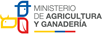 MINISTERIO
DE AGRICULTURA
Y GANADERÍA